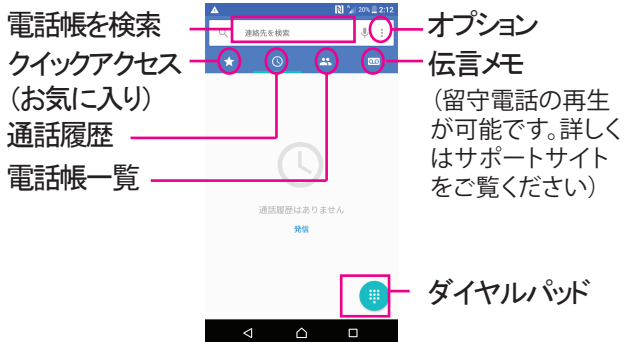 電話帳を検索
クイックアクセス
（お気に入り）
通話履歴
電話帳一覧
20% 2:12
連絡先を検索
通話履歴はありません
発信
オプション
伝言メモ
（留守電話の再生
が可能です。詳しく
はサポートサイト
をご覧ください）
ダイヤルパッド